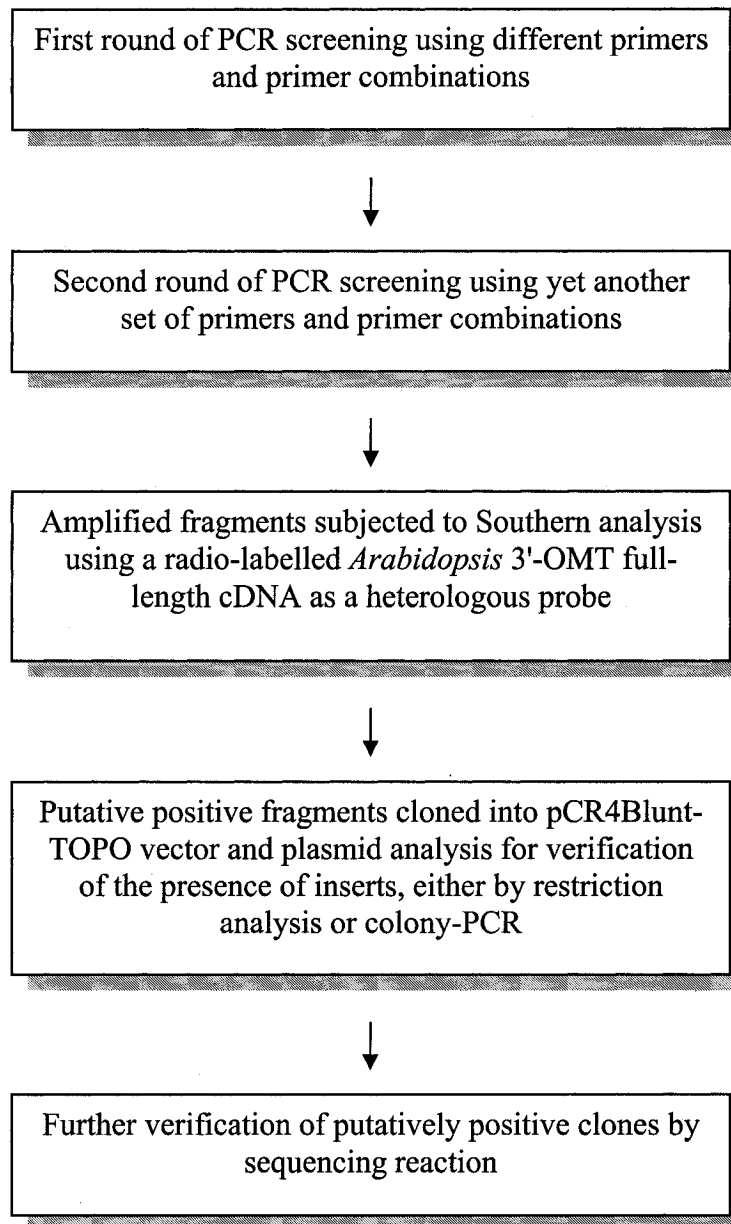 First round of PCR screening using different primers
and primer combinations
Second round of PCR screening using yet another
set of primers and primer combinations
Amplified fragments subjected to Southern analysis
using a radio-labelled Arabidopsis 3'-OMT full-
length cDNA as a heterologous probe
Putative positive fragments cloned into pCR4Blunt-
TOPO vector and plasmid analysis for verification
of the presence of inserts, either by restriction
analysis or colony-PCR
Further verification of putatively positive clones by
sequencing reaction